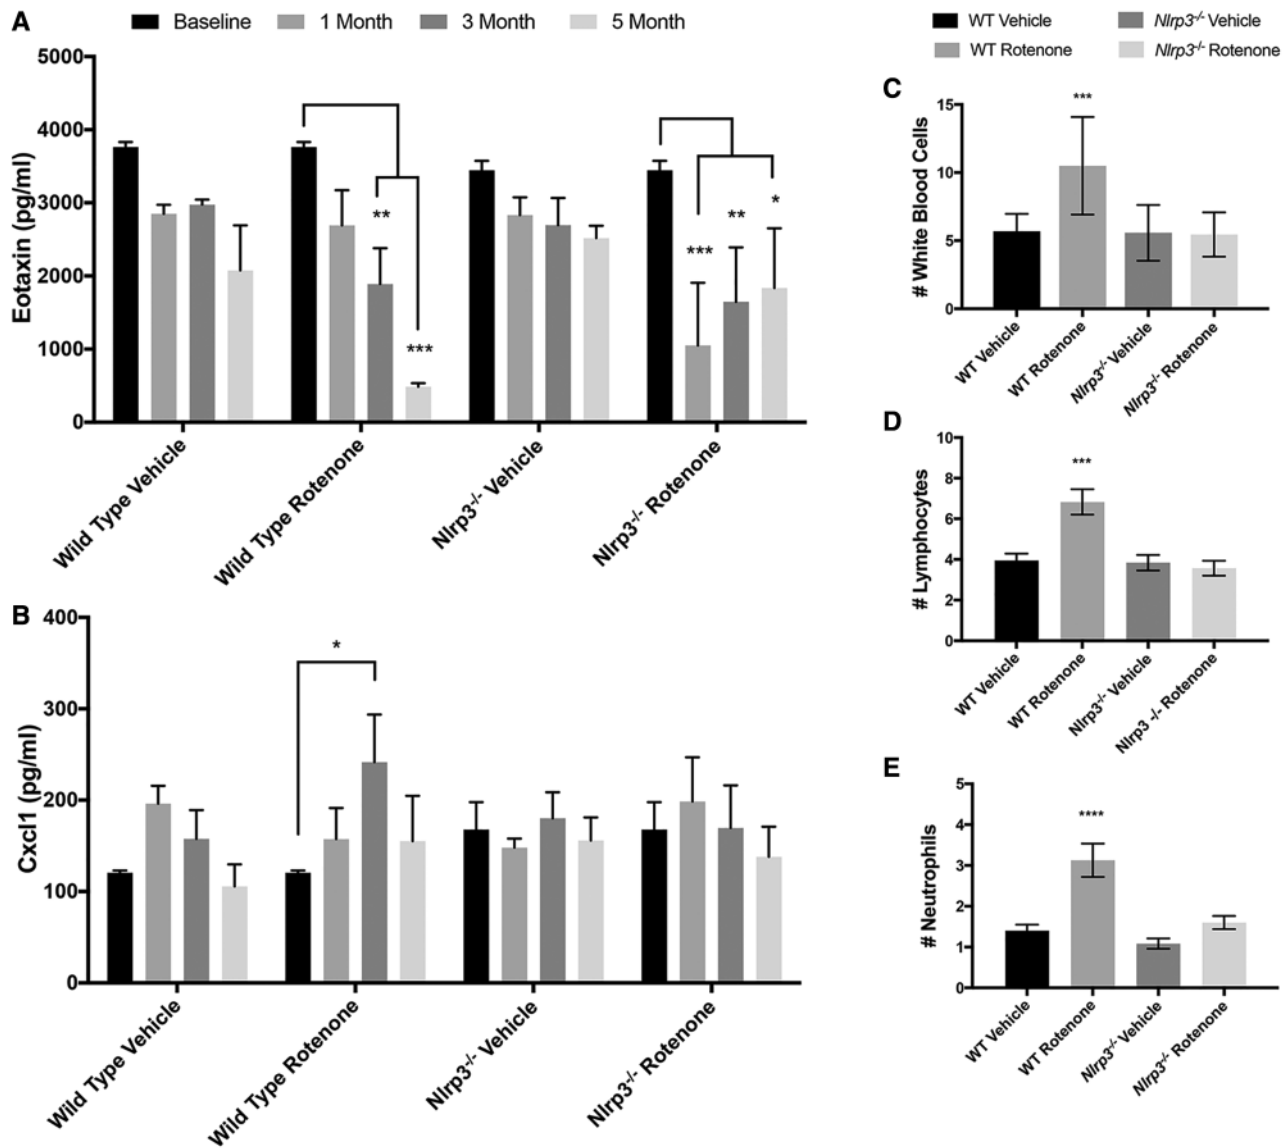 A
Baseline
1 Month
3 Month
5 Month
Eotaxin (pg/ml)
5000
4000
3000
2000
1000
0
**
***
***
**
*
Wild Type Vehicle
Wild Type Rotenone
Nlrp3-/- Vehicle
Nlrp3-/- Rotenone
B
Cxcl1 (pg/ml)
400
300
200
100
0
*
Wild Type Vehicle
Wild Type Rotenone
Nlrp3-/- Vehicle
Nlrp3-/- Rotenone
WT Vehicle
Nlrp3-/- Vehicle
WT Rotenone
Nlrp3-/- Rotenone
C
# White Blood Cells
15
10
5
0
***
WT Vehicle
WT Rotenone
Nlrp3-/- Vehicle
Nlrp3-/- Rotenone
D
# Lymphocytes
10
8
6
4
2
0
***
WT Vehicle
WT Rotenone
Nlrp3-/- Vehicle
Nlrp3 -/- Rotenone
E
# Neutrophils
5
4
3
2
1
0
****
WT Vehicle
WT Rotenone
Nlrp3-/- Vehicle
Nlrp3-/- Rotenone